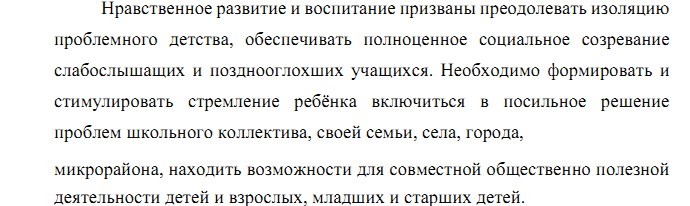 Нравственное развитие и воспитание призваны преодолевать изоляцию
проблемного детства, обеспечивать полноценное социальное созревание
слабослышащих и позднооглохших учащихся. Необходимо формировать и
стимулировать стремление ребёнка включиться в посильное решение
проблем школьного коллектива, своей семьи, села, города,
микрорайона, находить возможности для совместной общественно полезной
деятельности детей и взрослых, младших и старших детей.